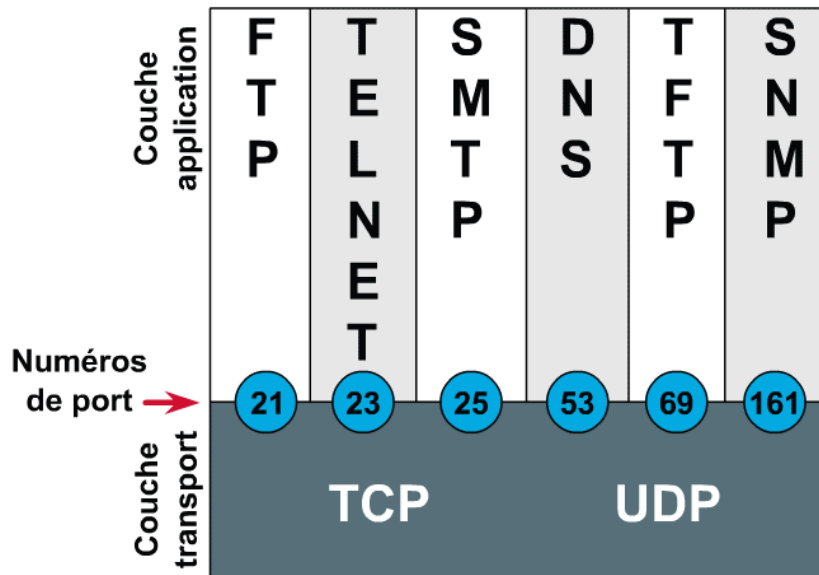 Couche
application
FTP
TELNET
SMTP
DNS
TFTP
SNMP
Numéros
de port
21
23
25
53
69
161
Couche
transport
TCP
UDP